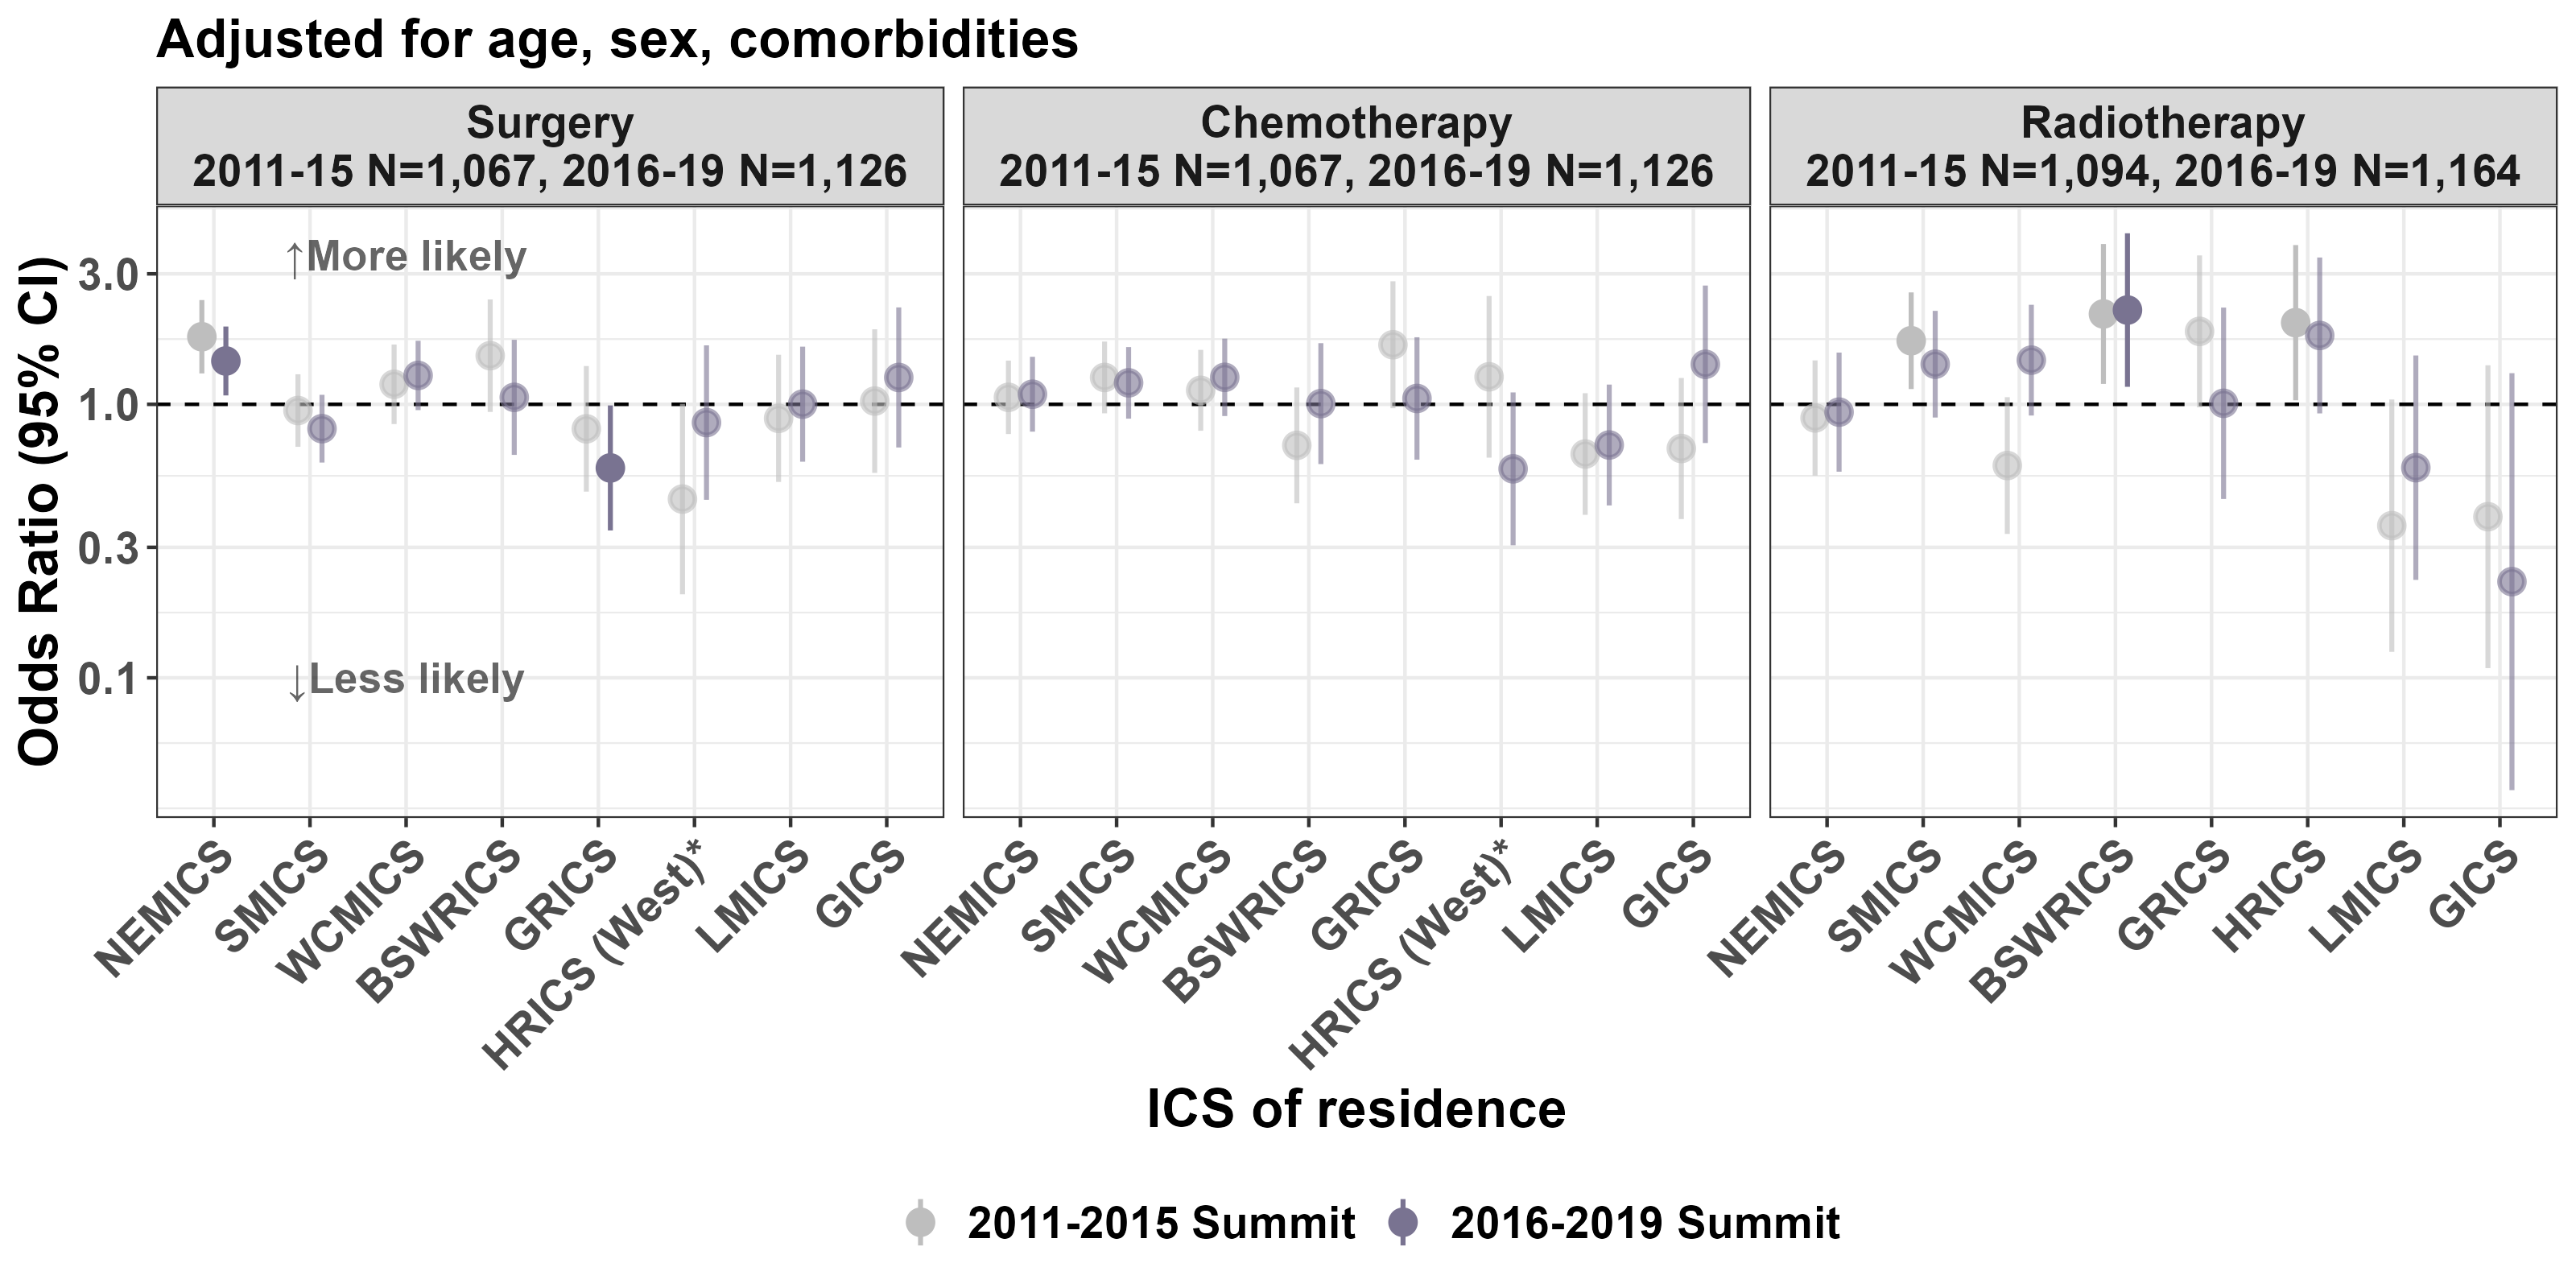 Adjusted for age, sex, comorbidities
Surgery
2011-15 N=1,067, 2016-19 N=1,126
Chemotherapy
2011-15 N=1,067, 2016-19 N=1,126
Radiotherapy
2011-15 N=1,094, 2016-19 N=1,164
Odds Ratio (95% CI)
3.0
1.0
0.3
0.1
↑More likely
↓Less likely
NEMICS
SMICS
WCMICS
BSWRICS
GRICS
HRICS (West)*
LMICS
GICS
NEMICS
SMICS
WCMICS
BSWRICS
GRICS
HRICS (West)*
LMICS
GICS
NEMICS
SMICS
WCMICS
BSWRICS
GRICS
HRICS
LMICS
GICS
ICS of residence
2011-2015 Summit
2016-2019 Summit